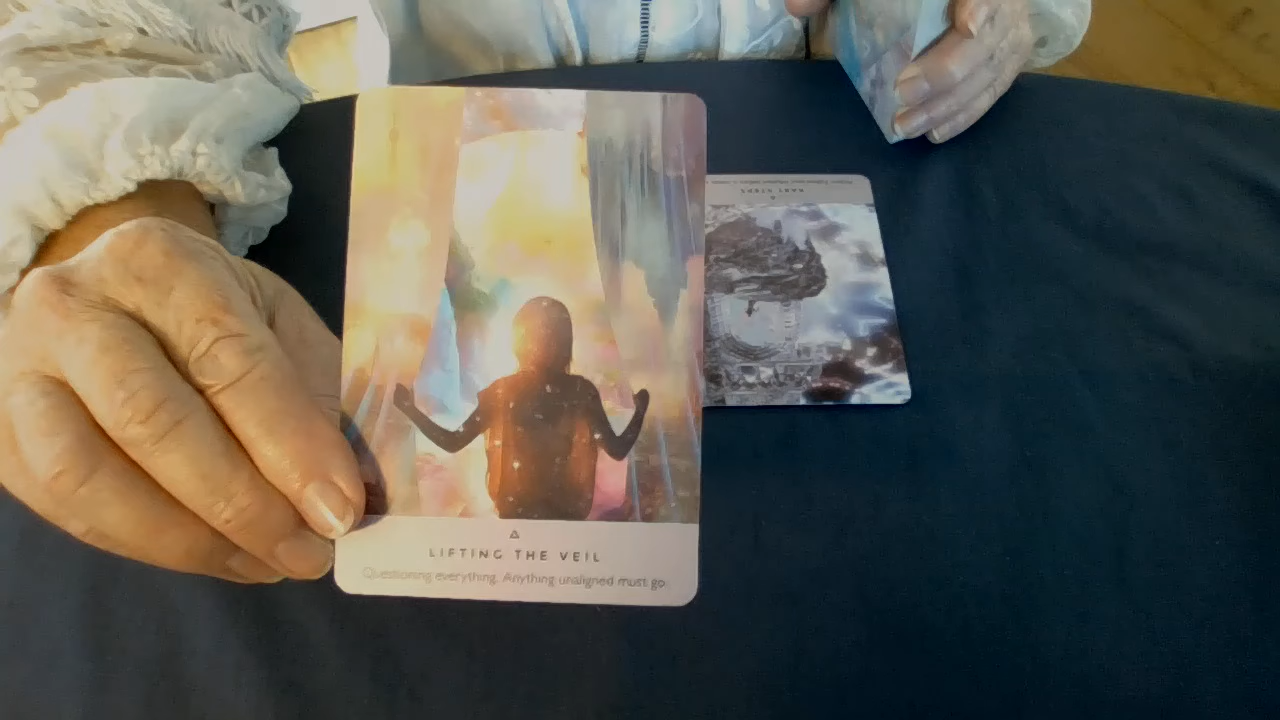 LIFTING THE VEIL
Questioning everything. Anything unaligned must go.
BABY STEPS